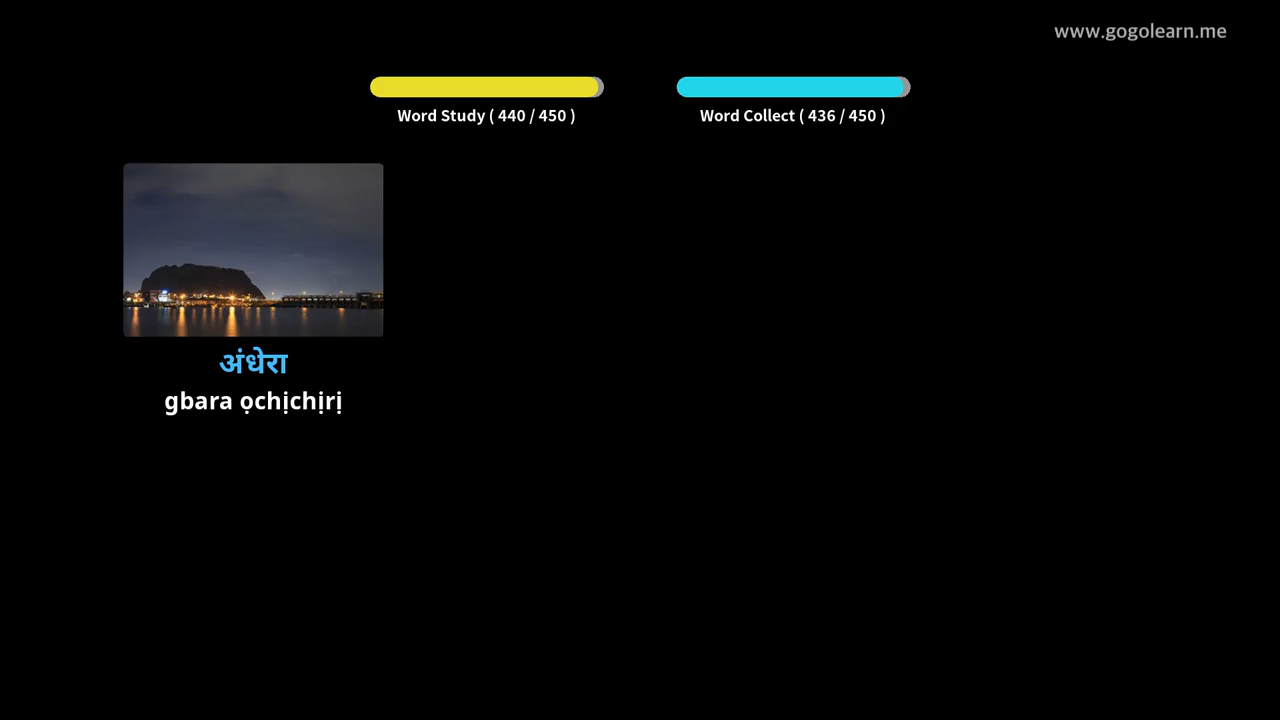 www.gogolearn.me
Word Study ( 440 / 450 )
Word Collect ( 436 / 450 )
अंधेरा
gbara ọchịchịrị